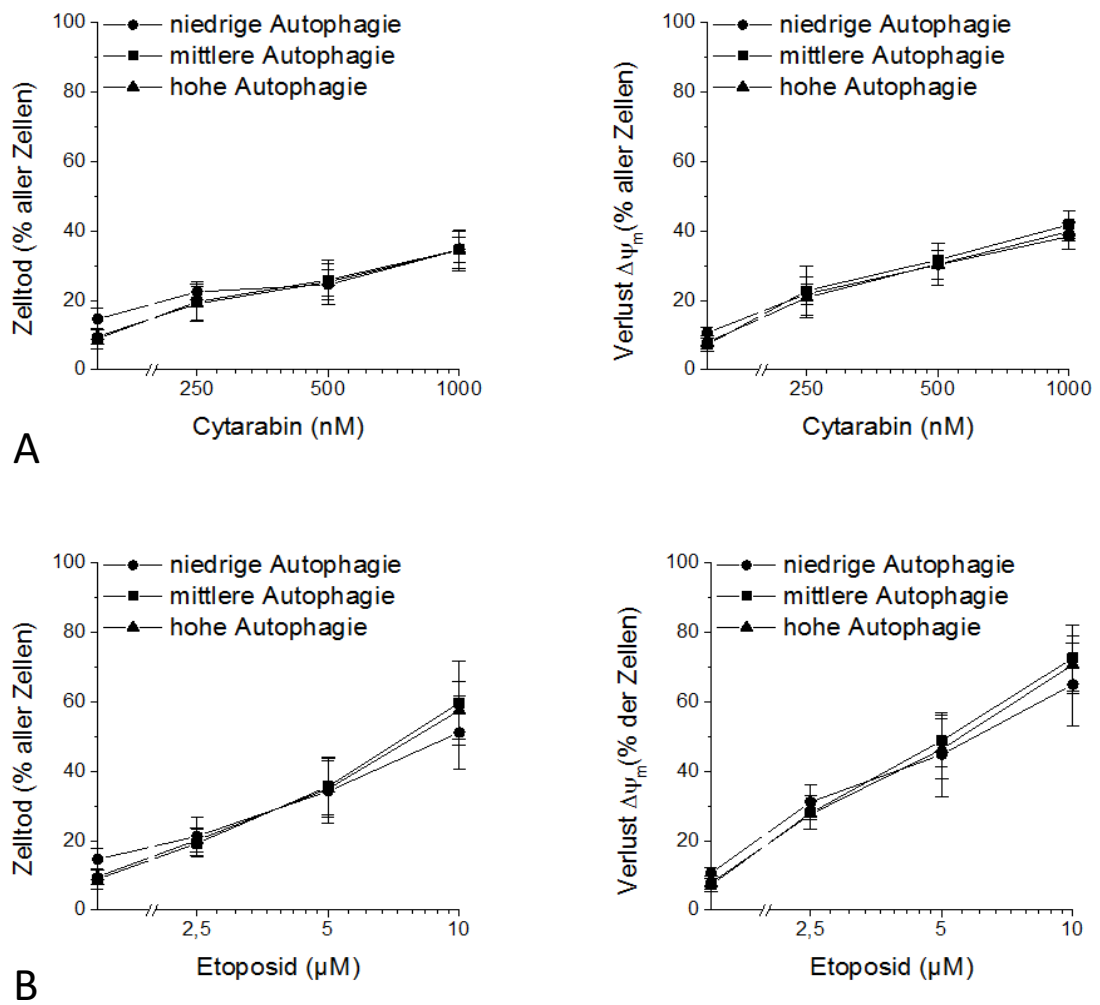 niedrige Autophagie
mittlere Autophagie
hohe Autophagie
Zelltod (% aller Zellen)
100
80
60
40
20
0
250
500
1000
Cytarabin (nM)
niedrige Autophagie
mittlere Autophagie
hohe Autophagie
Verlust Δψm(% aller Zellen)
100
80
60
40
20
0
250
500
1000
Cytarabin (nM)
A
niedrige Autophagie
mittlere Autophagie
hohe Autophagie
Zelltod (% aller Zellen)
100
80
60
40
20
0
2,5
5
10
Etoposid (µM)
niedrige Autophagie
mittlere Autophagie
hohe Autophagie
Verlust Δψm(% der Zellen)
100
80
60
40
20
0
2,5
5
10
Etoposid (µM)
B